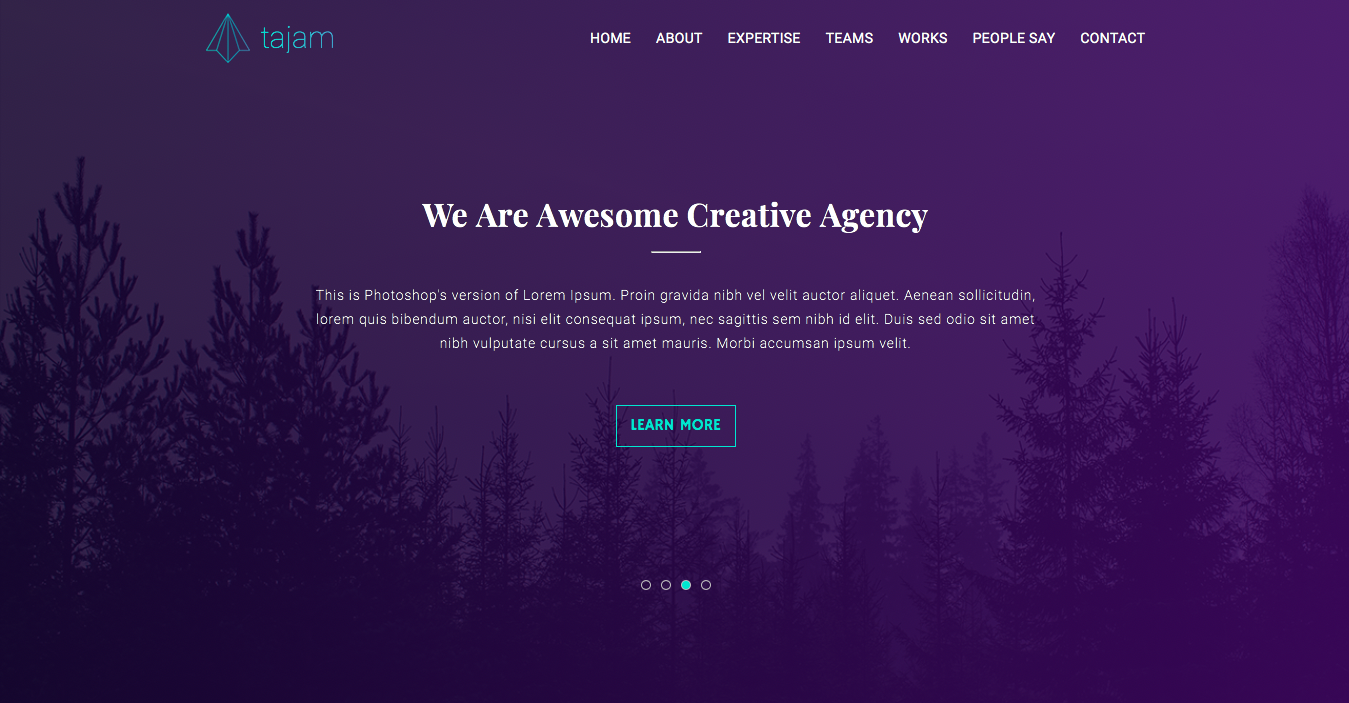 tajam
HOME ABOUT EXPERTISE TEAMS WORKS PEOPLE SAY CONTACT
We Are Awesome Creative Agency
This is Photoshop's version of Lorem Ipsum. Proin gravida nibh vel velit auctor aliquet. Aenean sollicitudin,
lorem quis bibendum auctor, nisi elit consequat ipsum, nec sagittis sem nibh id elit. Duis sed odio sit amet
nibh vulputate cursus a sit amet mauris. Morbi accumsan ipsum velit.
LEARN MORE